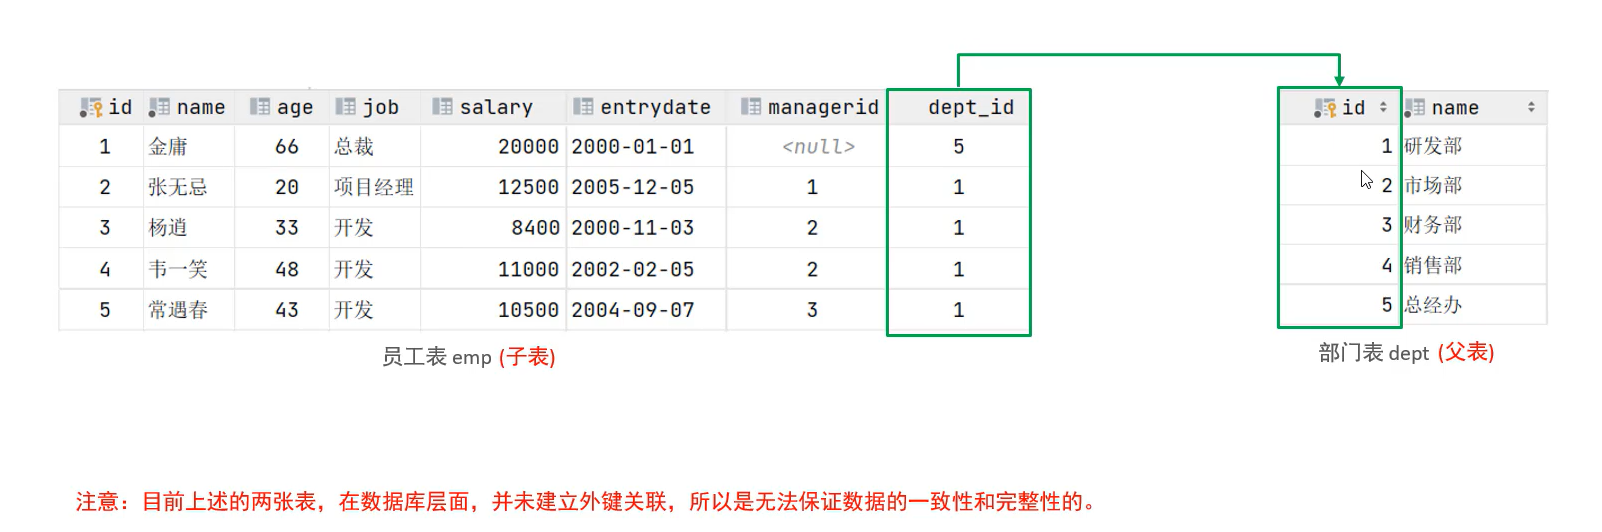 id name age job salary entrydate managerid dept_id
1 金庸 66 总裁 20000 2000-01-01 <null> 5
2 张无忌 20 项目经理 12500 2005-12-05 1 1
3 杨逍 33 开发 8400 2000-11-03 2 1
4 韦一笑 48 开发 11000 2002-02-05 2 1
5 常遇春 43 开发 10500 2004-09-07 3 1
员工表 emp (子表)
id name
1 研发部
2 市场部
3 财务部
4 销售部
5 总经办
部门表 dept (父表)
注意：目前上述的两张表，在数据库层面，并未建立外键关联，所以是无法保证数据的一致性和完整性的。